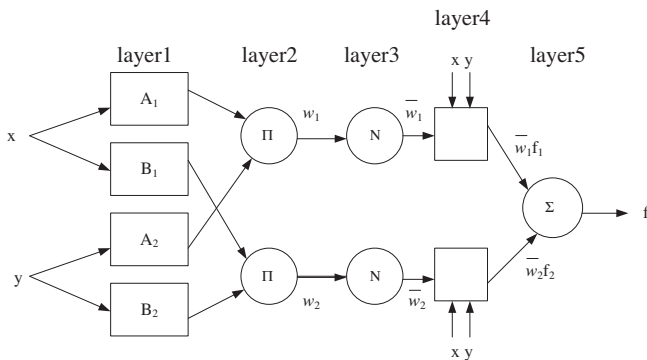 layer1
layer2
layer3
layer4
layer5
x y
x
A₁
B₁
y
A₂
B₂
Π
w₁
N
w̅₁
w̅₁f₁
Π
w₂
N
w̅₂
w̅₂f₂
Σ
f
x y